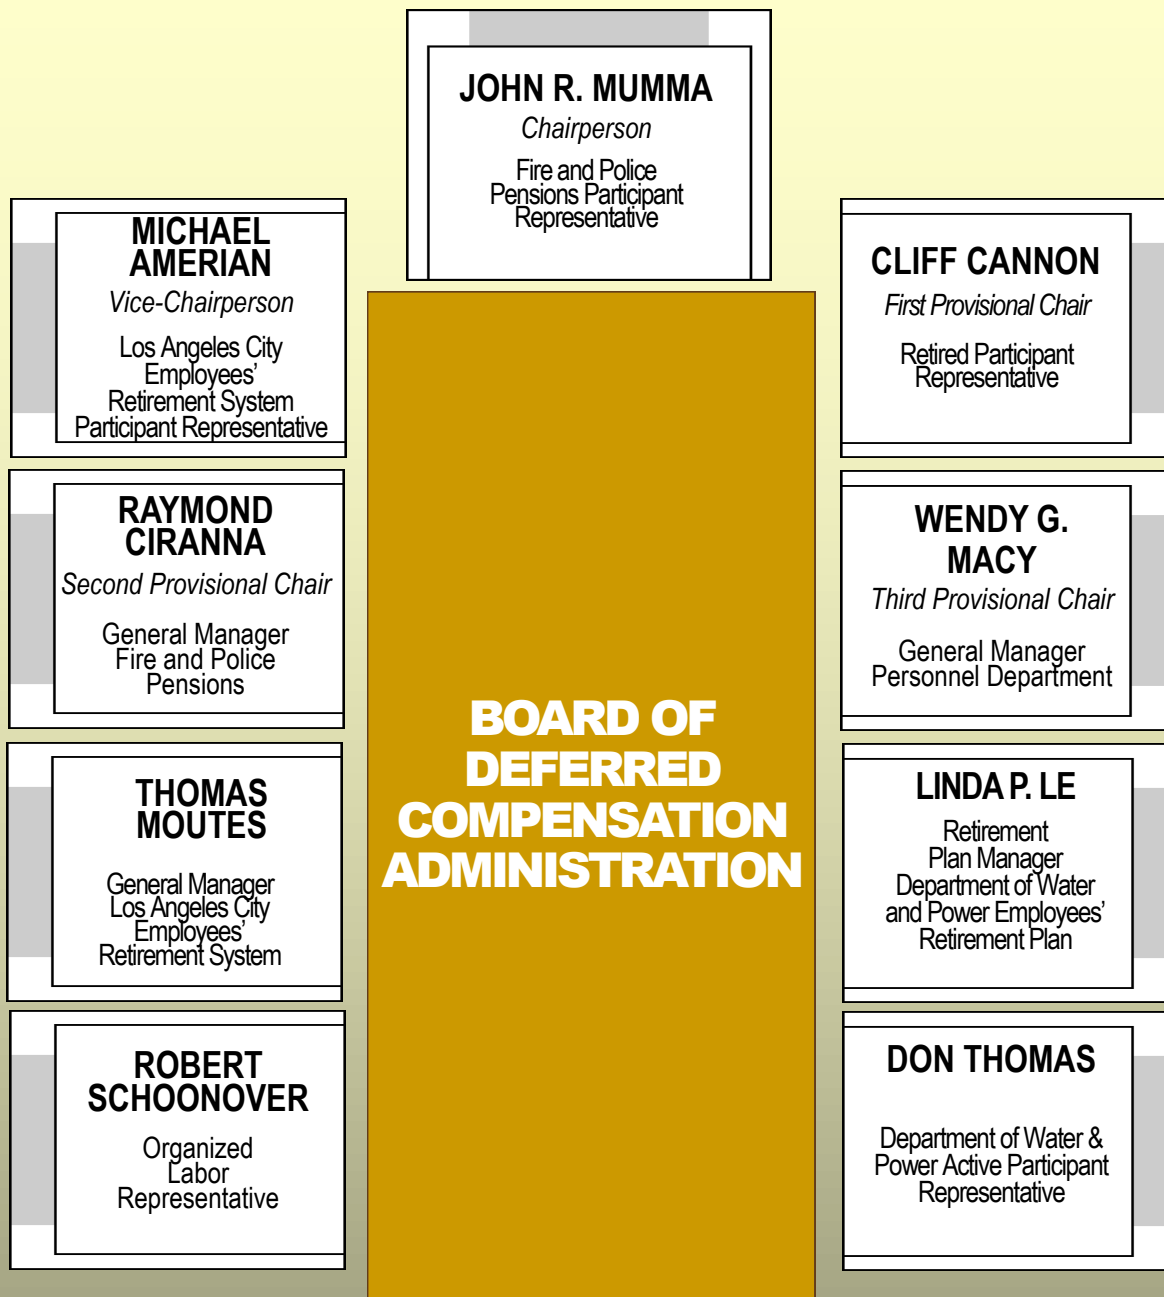 JOHN R. MUMMA
Chairperson
Fire and Police
Pensions Participant
Representative
MICHAEL
AMERIAN
Vice-Chairperson
Los Angeles City
Employees’
Retirement System
Participant Representative
CLIFF CANNON
First Provisional Chair
Retired Participant
Representative
RAYMOND
CIRANNA
Second Provisional Chair
General Manager
Fire and Police
Pensions
WENDY G.
MACY
Third Provisional Chair
General Manager
Personnel Department
BOARD OF
DEFERRED
COMPENSATION
ADMINISTRATION
THOMAS
MOUTES
General Manager
Los Angeles City
Employees’
Retirement System
LINDA P. LE
Retirement
Plan Manager
Department of Water
and Power Employees’
Retirement Plan
ROBERT
SCHOONOVER
Organized
Labor
Representative
DON THOMAS
Department of Water &
Power Active Participant
Representative